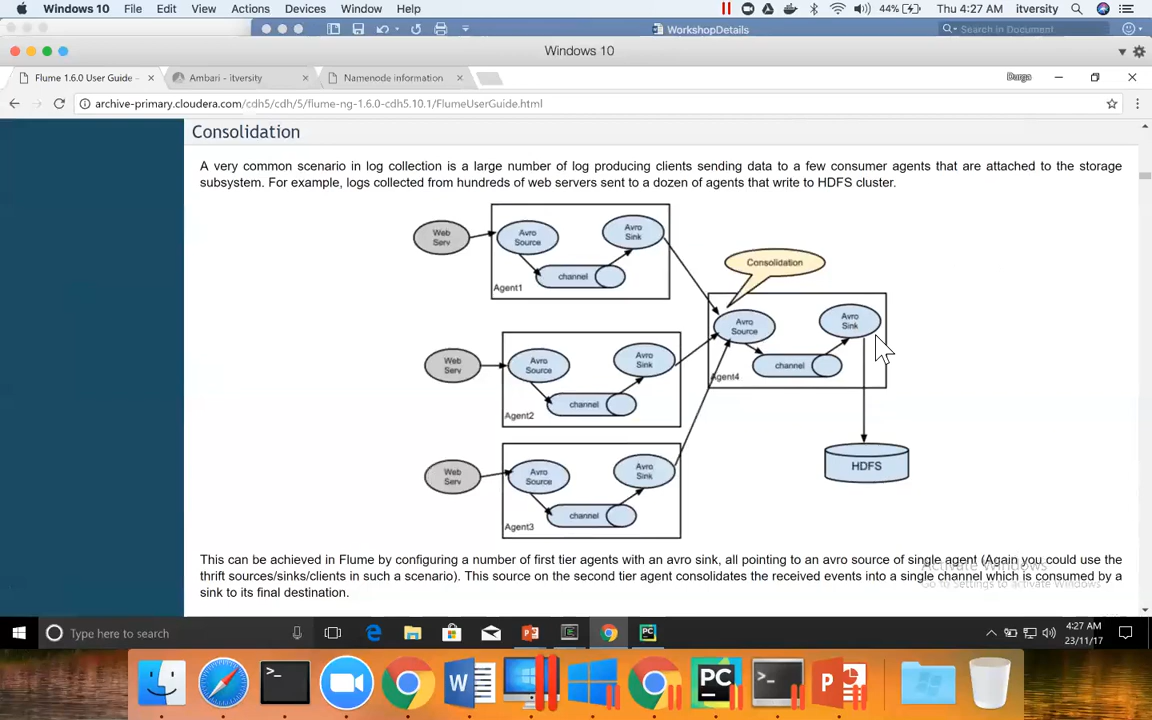 Windows 10 File Edit View Actions Devices Window Help 44% Thu 4:27 AM itversity
WorkshopDetails Search in Document
Windows 10
Flume 1.6.0 User Guide — Ambari - itversity Namenode information Durga
archive-primary.cloudera.com/cdh5/cdh/5/flume-ng-1.6.0-cdh5.10.1/FlumeUserGuide.html
Consolidation
A very common scenario in log collection is a large number of log producing clients sending data to a few consumer agents that are attached to the storage
subsystem. For example, logs collected from hundreds of web servers sent to a dozen of agents that write to HDFS cluster.
Web
Serv
Avro
Source
Avro
Sink
channel
Agent1
Consolidation
Web
Serv
Avro
Source
Avro
Sink
channel
Agent2
Avro
Source
Avro
Sink
channel
Agent4
Web
Serv
Avro
Source
Avro
Sink
channel
Agent3
HDFS
This can be achieved in Flume by configuring a number of first tier agents with an avro sink, all pointing to an avro source of single agent (Again you could use the
thrift sources/sinks/clients in such a scenario). This source on the second tier agent consolidates the received events into a single channel which is consumed by a
sink to its final destination.
Activate Windows
Go to Settings to activate Windows.
Type here to search
4:27 AM
23/11/17